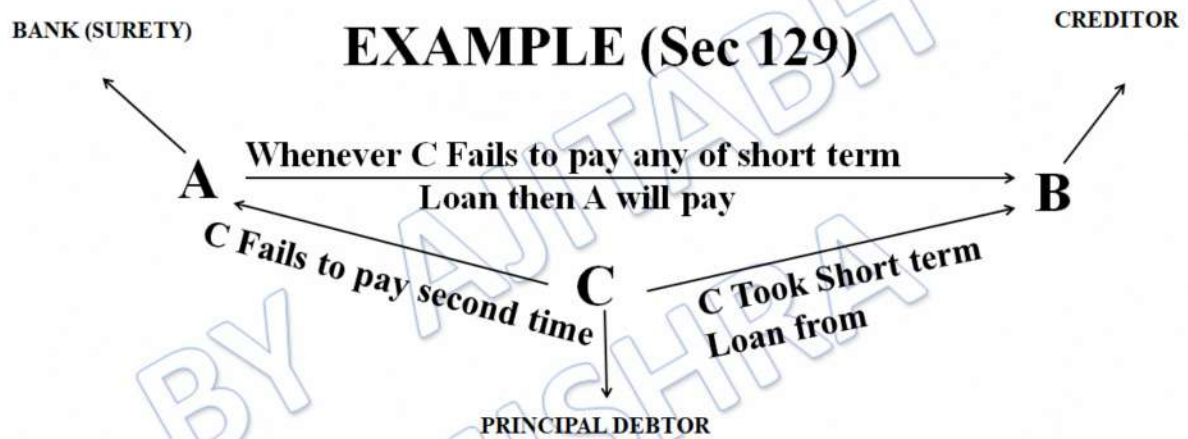 BANK (SURETY)
CREDITOR
EXAMPLE (Sec 129)
Whenever C Fails to pay any of short term
Loan then A will pay
A
B
C Fails to pay second time
C
C Took Short term
Loan from
PRINCIPAL DEBTOR
BY AJITABH
MISHRA